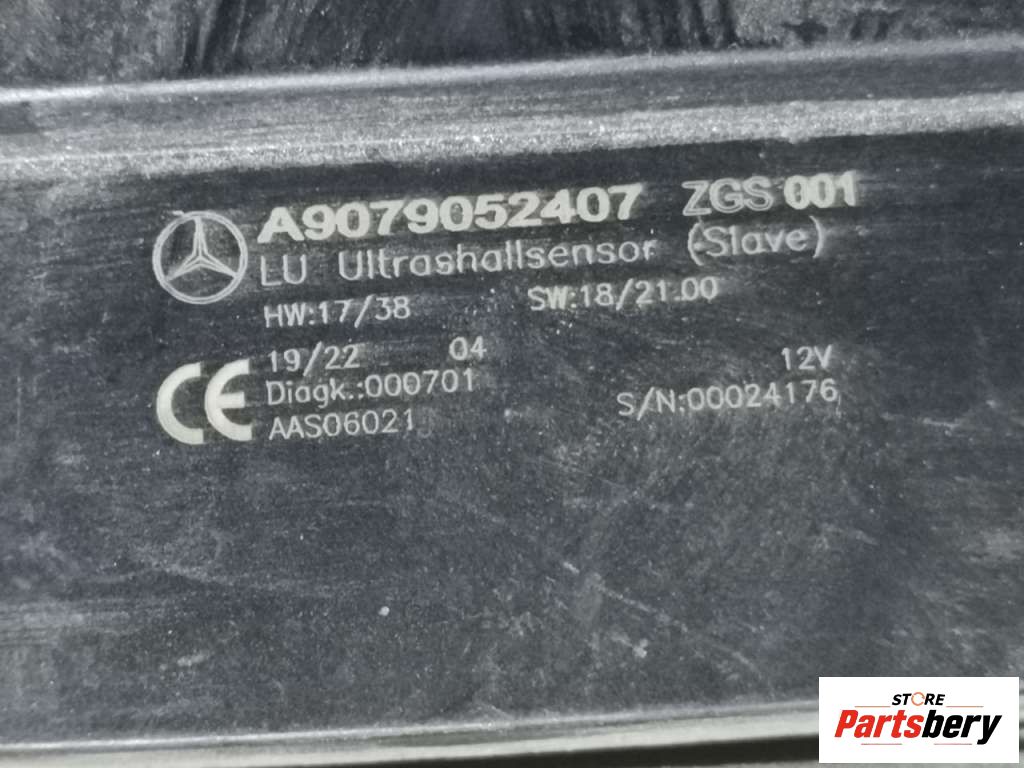 A9079052407 ZGS 001
LU Ultrashallsensor (-Slave)
HW:17/38 SW:18/21.00
19/22 04 12V
Diagk.:000701 S/N:00024176
AAS06021
STORE
Partsbery